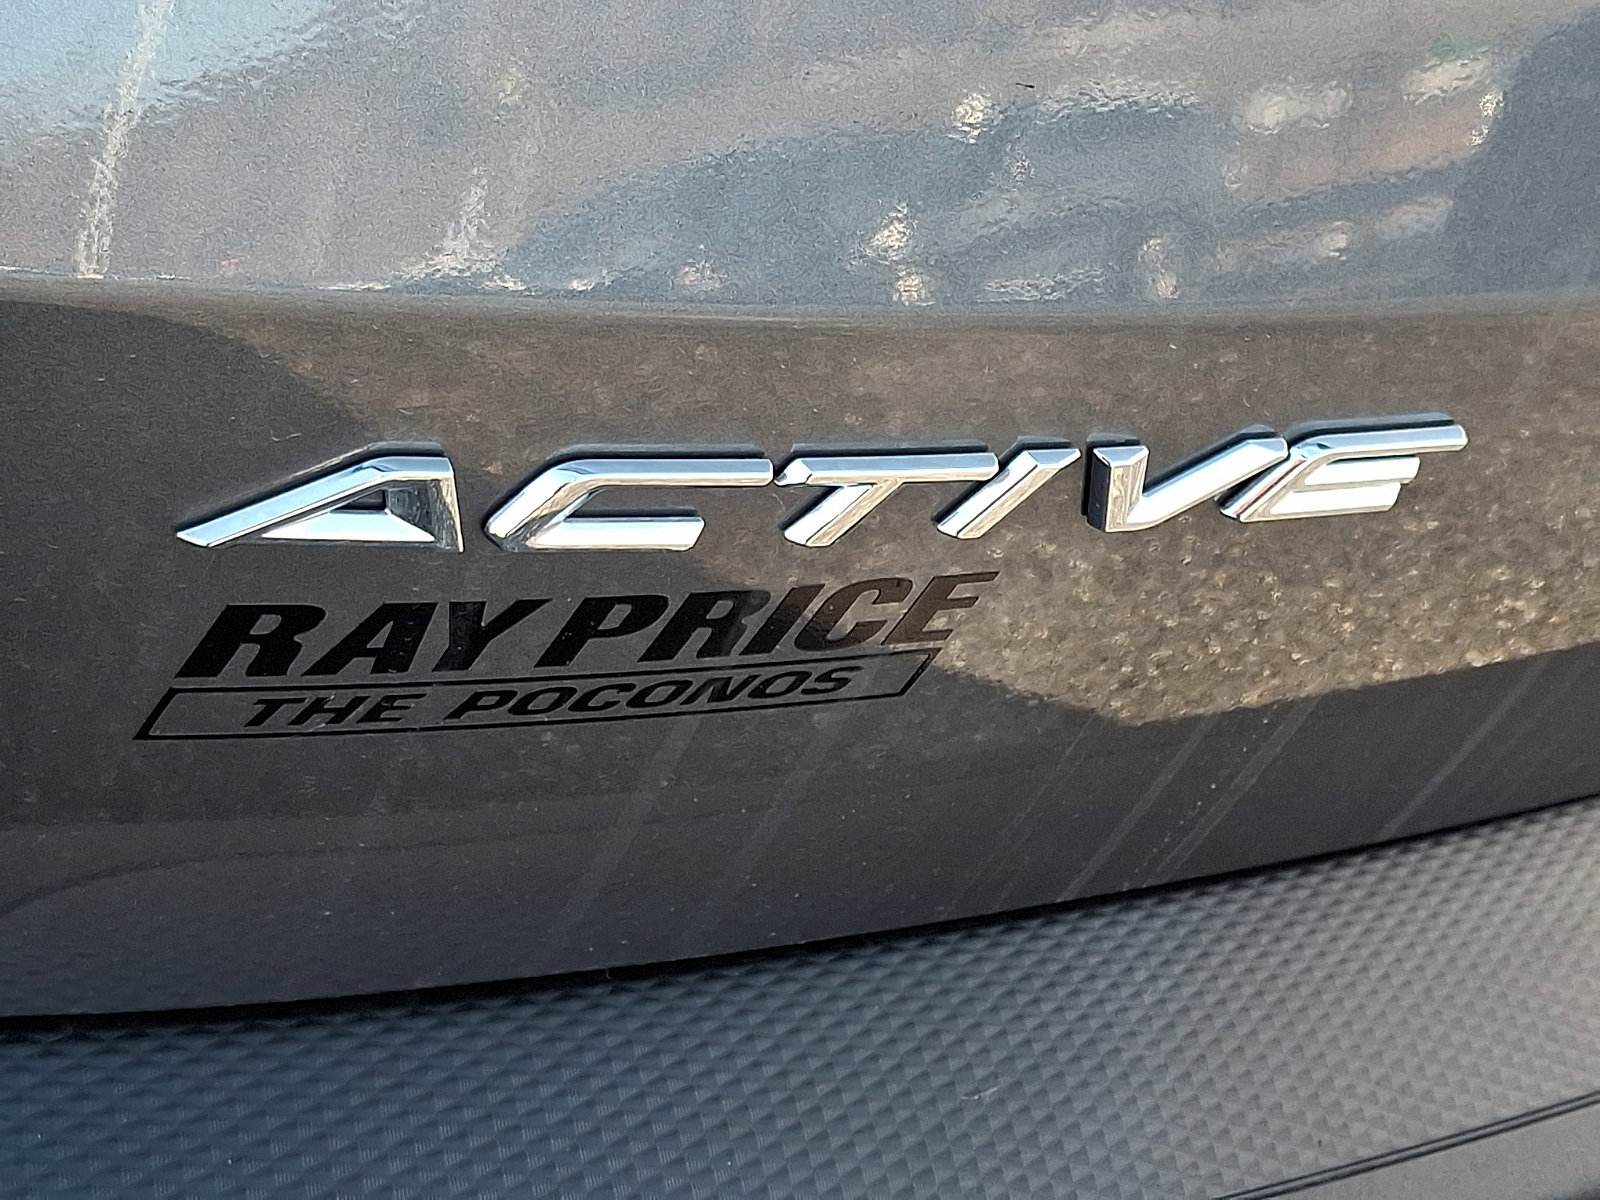 ACTIVE
RAY PRICE
THE POCONOS